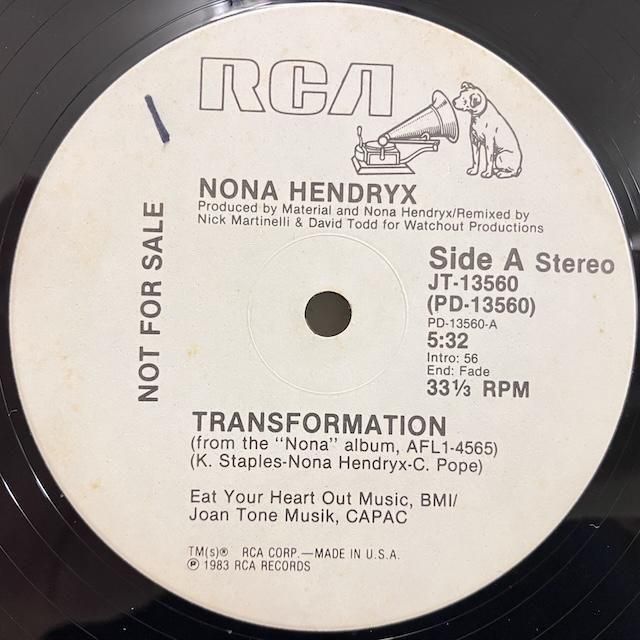 RCA
NONA HENDRYX
Produced by Material and Nona Hendryx/Remixed by
Nick Martinelli & David Todd for Watchout Productions
NOT FOR SALE
Side A Stereo
JT-13560
(PD-13560)
PD-13560-A
5:32
Intro: 56
End: Fade
33⅓ RPM
TRANSFORMATION
(from the "Nona" album, AFL1-4565)
(K. Staples-Nona Hendryx-C. Pope)
Eat Your Heart Out Music, BMI/
Joan Tone Musik, CAPAC
TM(s)® RCA CORP.—MADE IN U.S.A.
℗ 1983 RCA RECORDS